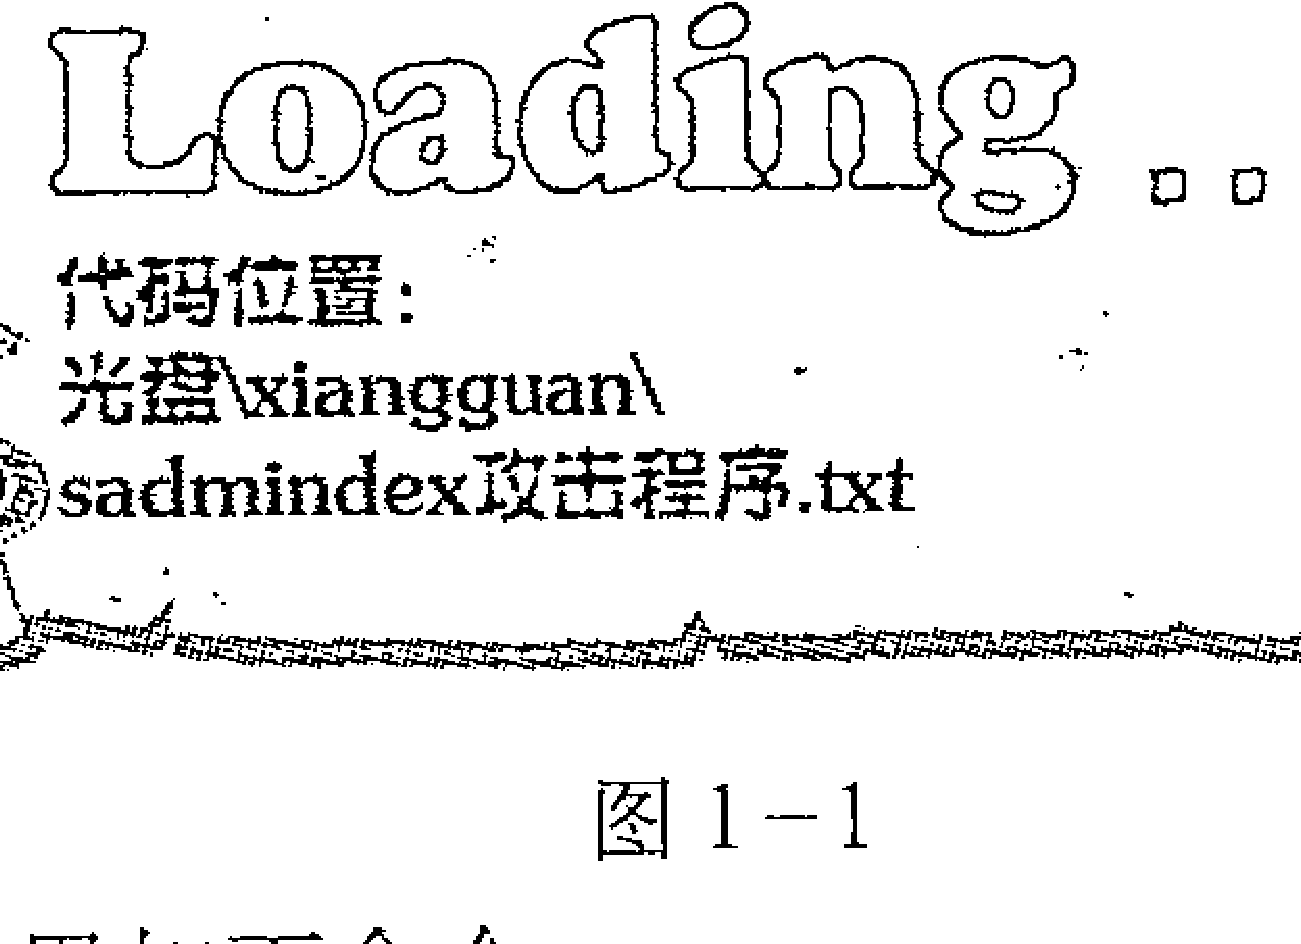 Loading . .
代码位置:
光盘\xiangguan\
sadmindex攻击程序.txt
图 1-1